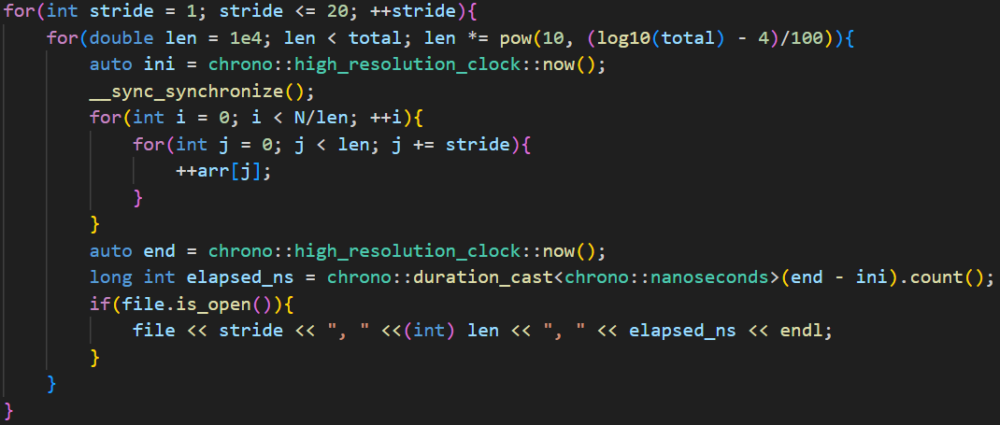 for(int stride = 1; stride <= 20; ++stride){
    for(double len = 1e4; len < total; len *= pow(10, (log10(total) - 4)/100)){
        auto ini = chrono::high_resolution_clock::now();
        __sync_synchronize();
        for(int i = 0; i < N/len; ++i){
            for(int j = 0; j < len; j += stride){
                ++arr[j];
            }
        }
        auto end = chrono::high_resolution_clock::now();
        long int elapsed_ns = chrono::duration_cast<chrono::nanoseconds>(end - ini).count();
        if(file.is_open()){
            file << stride << ", " <<(int) len << ", " << elapsed_ns << endl;
        }
    }
}